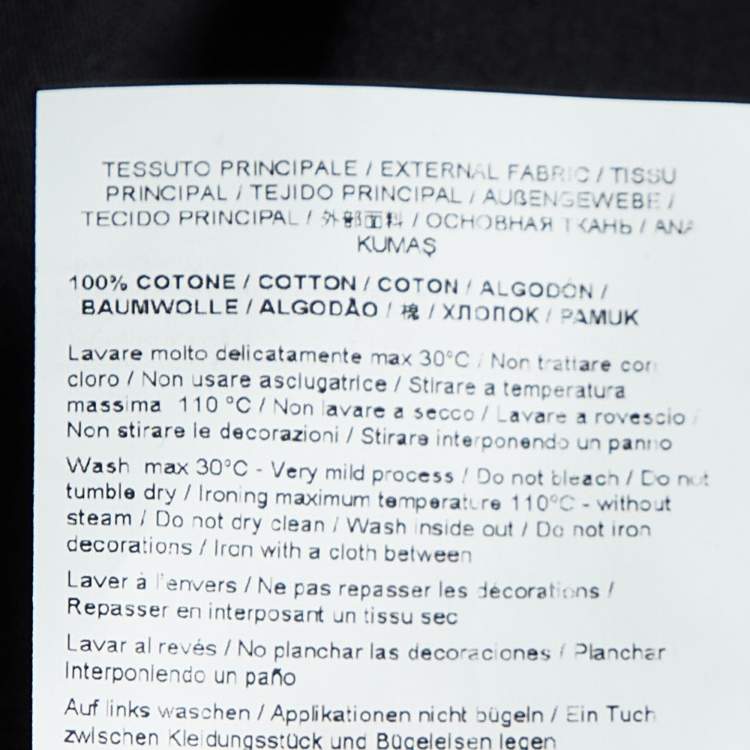 TESSUTO PRINCIPALE / EXTERNAL FABRIC / TISSU
PRINCIPAL / TEJIDO PRINCIPAL / AUßENGEWEBE /
TECIDO PRINCIPAL / 外部面料 / ОСНОВНАЯ ТКАНЬ / ANA
KUMAŞ
100% COTONE / COTTON / COTON / ALGODÓN /
BAUMWOLLE / ALGODÃO / / ХЛОПОК / PAMUK
Lavare molto delicatamente max 30°C / Non trattare con
cloro / Non usare asciugatrice / Stirare a temperatura
massima 110 °C / Non lavare a secco / Lavare a rovescio /
Non stirare le decorazioni / Stirare interponendo un panno
Wash max 30°C - Very mild process / Do not bleach / Do not
tumble dry / Ironing maximum temperature 110°C - without
steam / Do not dry clean / Wash inside out / Do not iron
decorations / Iron with a cloth between
Laver à l'envers / Ne pas repasser les décorations /
Repasser en interposant un tissu sec
Lavar al revés / No planchar las decoraciones / Planchar
interponiendo un paño
Auf links waschen / Applikationen nicht bügeln / Ein Tuch
zwischen Kleidungsstück und Bügeleisen legen